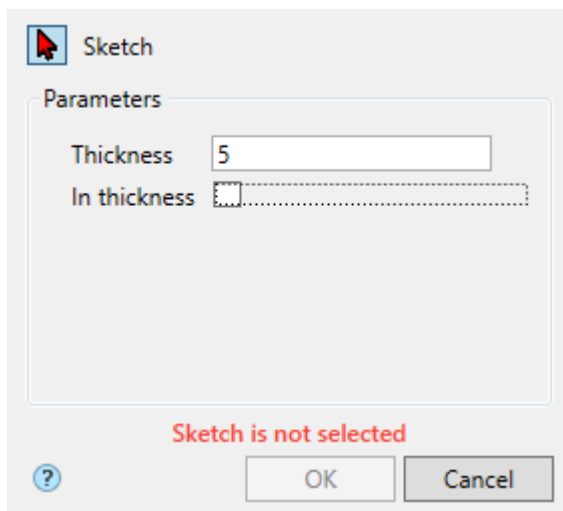 Sketch
Parameters
Thickness 5
In thickness
Sketch is not selected
? OK Cancel